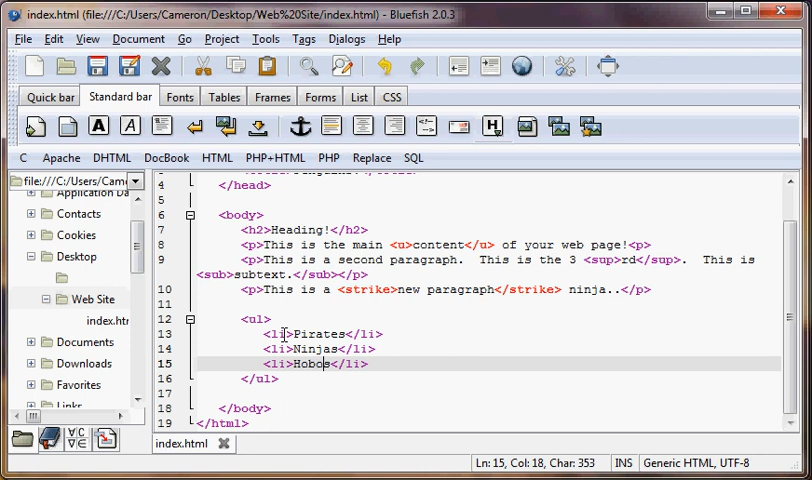 index.html (file:///C:/Users/Cameron/Desktop/Web%20Site/index.html) - Bluefish 2.0.3
File Edit View Document Go Project Tools Tags Dialogs Help
Quick bar Standard bar Fonts Tables Frames Forms List CSS
C Apache DHTML DocBook HTML PHP+HTML PHP Replace SQL
file:///C:/Users/Came
Application Da
Contacts
Cookies
Desktop
Web Site
index.htm
Documents
Downloads
Favorites
Links
4 </head>
5
6 <body>
7 <h2>Heading!</h2>
8 <p>This is the main <u>content</u> of your web page!<p>
9 <p>This is a second paragraph.  This is the 3 <sup>rd</sup>.  This is
<sub>subtext.</sub></p>
10 <p>This is a <strike>new paragraph</strike> ninja..</p>
11
12 <ul>
13 <li>Pirates</li>
14 <li>Ninjas</li>
15 <li>Hobos</li>
16 </ul>
17
18 </body>
19 </html>
index.html
Ln: 15, Col: 18, Char: 353 INS Generic HTML, UTF-8